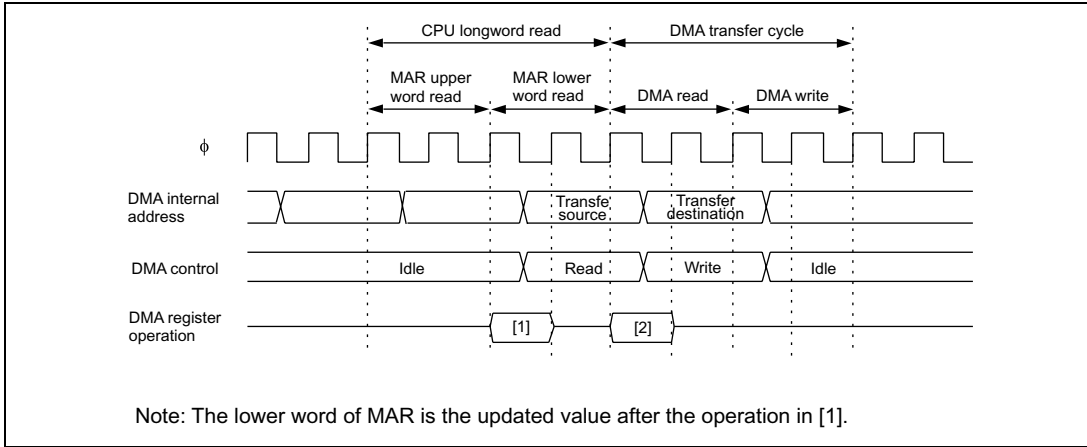 CPU longword read
DMA transfer cycle
MAR upper
word read
MAR lower
word read
DMA read
DMA write
ϕ
DMA internal
address
Transfe
source
Transfer
destination
DMA control
Idle
Read
Write
Idle
DMA register
operation
[1]
[2]
Note: The lower word of MAR is the updated value after the operation in [1].